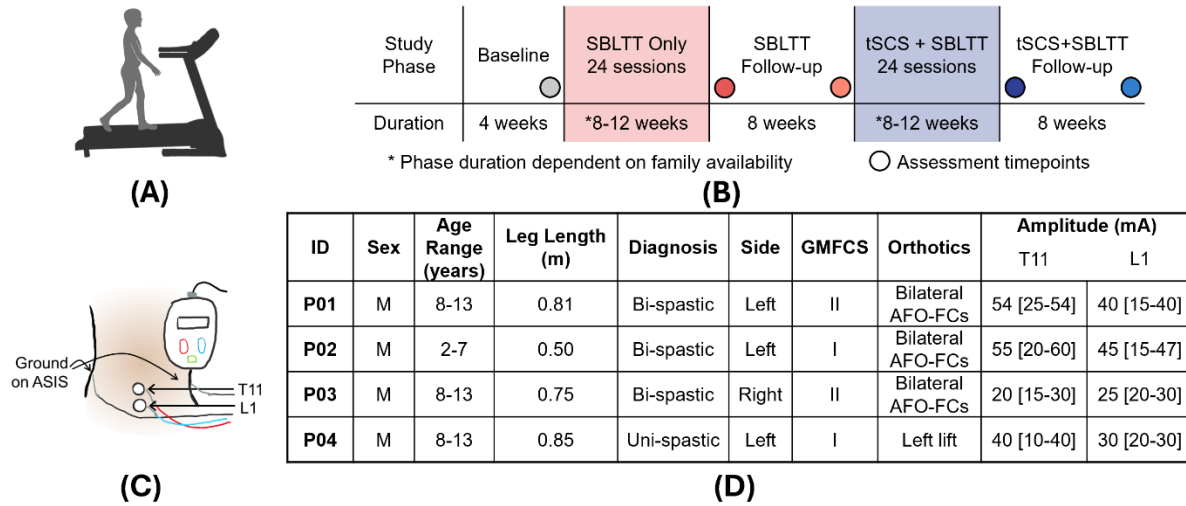 (A)
Study Phase Baseline SBLTT Only 24 sessions SBLTT Follow-up tSCS + SBLTT 24 sessions tSCS+SBLTT Follow-up
Duration 4 weeks *8-12 weeks 8 weeks *8-12 weeks 8 weeks
* Phase duration dependent on family availability Assessment timepoints
(B)
Ground on ASIS
T11
L1
(C)
ID Sex Age Range (years) Leg Length (m) Diagnosis Side GMFCS Orthotics Amplitude (mA)
T11 L1
P01 M 8-13 0.81 Bi-spastic Left II Bilateral AFO-FCs 54 [25-54] 40 [15-40]
P02 M 2-7 0.50 Bi-spastic Left I Bilateral AFO-FCs 55 [20-60] 45 [15-47]
P03 M 8-13 0.75 Bi-spastic Right II Bilateral AFO-FCs 20 [15-30] 25 [20-30]
P04 M 8-13 0.85 Uni-spastic Left I Left lift 40 [10-40] 30 [20-30]
(D)